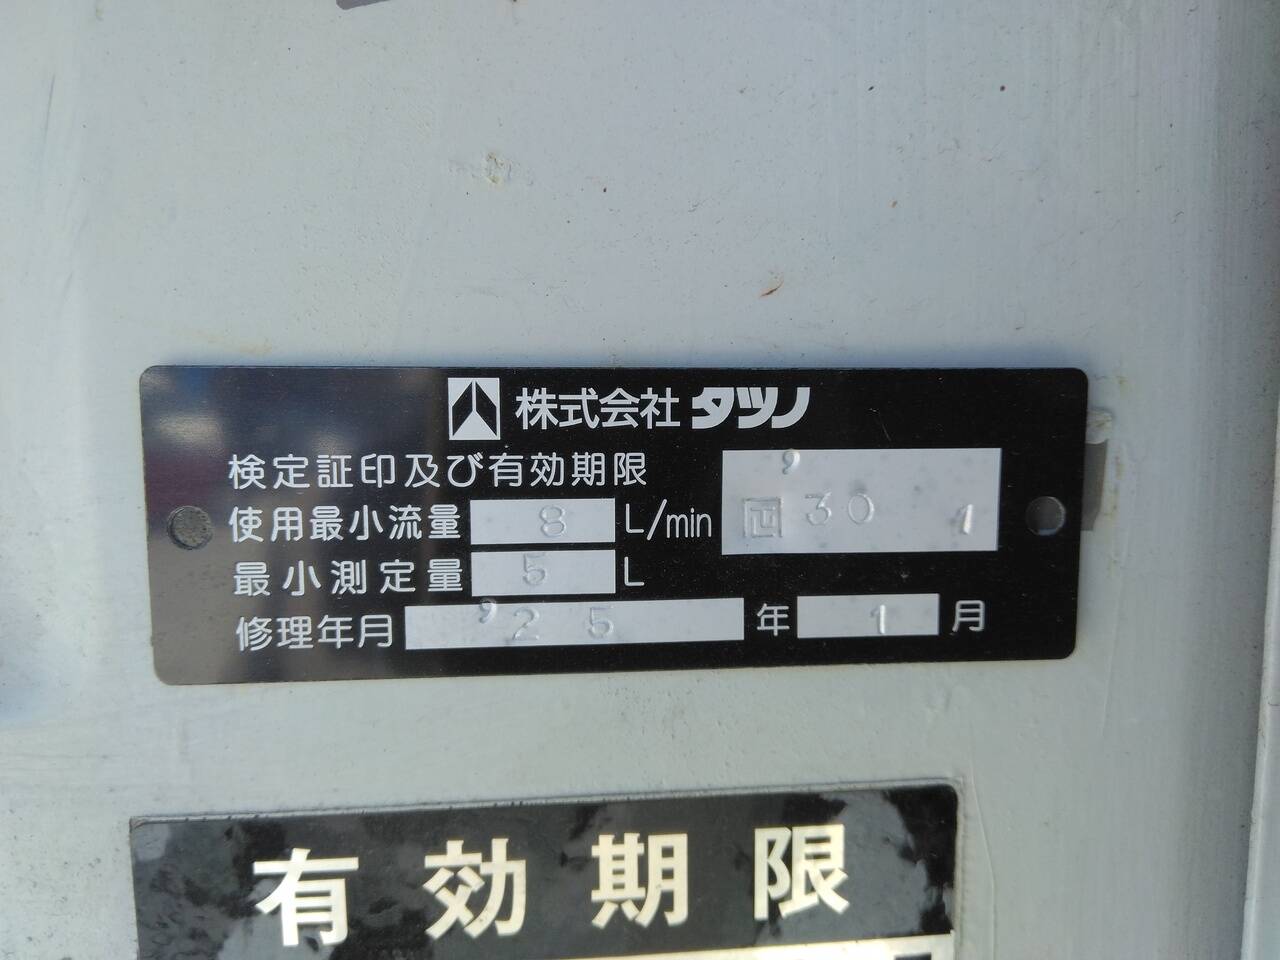 株式会社 タツノ
検定証印及び有効期限 '30 1
使用最小流量 8 L/min
最小測定量 5 L
修理年月 '25 年 1 月
有効期限